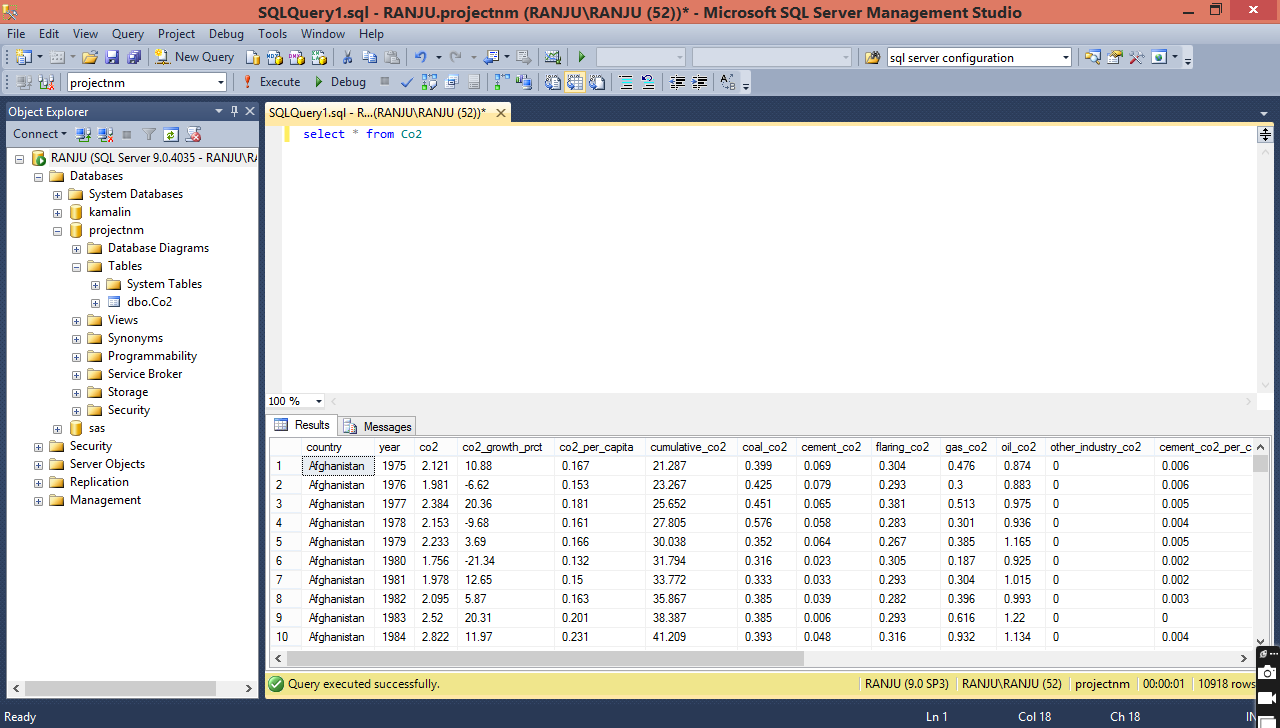 SQLQuery1.sql - RANJU.projectnm (RANJU\RANJU (52))* - Microsoft SQL Server Management Studio
File Edit View Query Project Debug Tools Window Help
New Query sql server configuration
projectnm Execute Debug
Object Explorer
Connect
RANJU (SQL Server 9.0.4035 - RANJU\RA
Databases
System Databases
kamalin
projectnm
Database Diagrams
Tables
System Tables
dbo.Co2
Views
Synonyms
Programmability
Service Broker
Storage
Security
sas
Security
Server Objects
Replication
Management
SQLQuery1.sql - R...(RANJU\RANJU (52))*
select * from Co2
100 %
Results Messages
country year co2 co2_growth_prct co2_per_capita cumulative_co2 coal_co2 cement_co2 flaring_co2 gas_co2 oil_co2 other_industry_co2 cement_co2_per_c
1 Afghanistan 1975 2.121 10.88 0.167 21.287 0.399 0.069 0.304 0.476 0.874 0 0.006
2 Afghanistan 1976 1.981 -6.62 0.153 23.267 0.425 0.079 0.293 0.3 0.883 0 0.006
3 Afghanistan 1977 2.384 20.36 0.181 25.652 0.451 0.065 0.381 0.513 0.975 0 0.005
4 Afghanistan 1978 2.153 -9.68 0.161 27.805 0.576 0.058 0.283 0.301 0.936 0 0.004
5 Afghanistan 1979 2.233 3.69 0.166 30.038 0.352 0.064 0.267 0.385 1.165 0 0.005
6 Afghanistan 1980 1.756 -21.34 0.132 31.794 0.316 0.023 0.305 0.187 0.925 0 0.002
7 Afghanistan 1981 1.978 12.65 0.15 33.772 0.333 0.033 0.293 0.304 1.015 0 0.002
8 Afghanistan 1982 2.095 5.87 0.163 35.867 0.385 0.039 0.282 0.396 0.993 0 0.003
9 Afghanistan 1983 2.52 20.31 0.201 38.387 0.385 0.006 0.293 0.616 1.22 0 0
10 Afghanistan 1984 2.822 11.97 0.231 41.209 0.393 0.048 0.316 0.932 1.134 0 0.004
Query executed successfully. RANJU (9.0 SP3) RANJU\RANJU (52) projectnm 00:00:01 10918 rows
Ready Ln 1 Col 18 Ch 18 IN